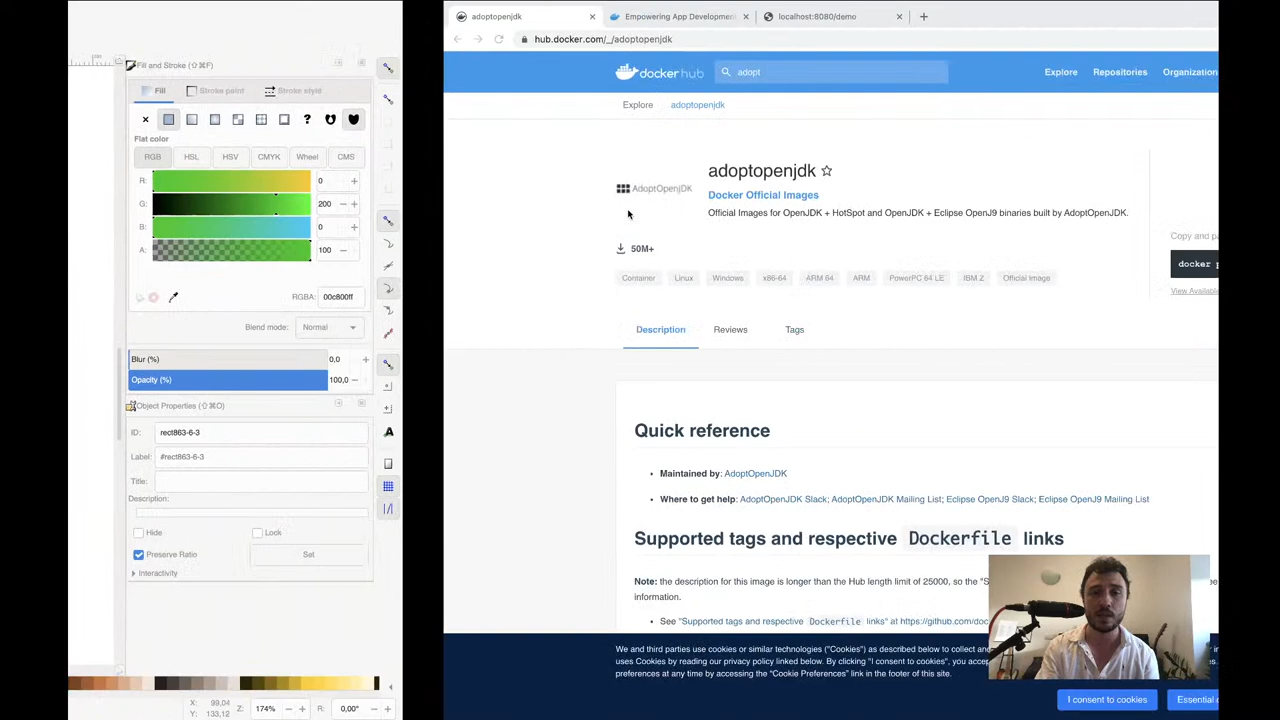 Fill and Stroke (⇧⌘F)
Fill
Stroke paint
Stroke style
?
Flat color
RGB
HSL
HSV
CMYK
Wheel
CMS
R:
0
G:
200
B:
0
A:
100
RGBA:
00c800ff
Blend mode:
Normal
Blur (%)
0,0
Opacity (%)
100,0
Object Properties (⇧⌘O)
ID:
rect863-6-3
Label:
#rect863-6-3
Title:
Description:
Hide
Lock
Preserve Ratio
Set
Interactivity
X:
99,04
Y:
133,12
Z:
174%
R:
0,00°
adoptopenjdk
Empowering App Development
localhost:8080/demo
hub.docker.com/_/adoptopenjdk
docker hub
adopt
Explore
Repositories
Organization
Explore
adoptopenjdk
AdoptOpenJDK
adoptopenjdk
Docker Official Images
Official Images for OpenJDK + HotSpot and OpenJDK + Eclipse OpenJ9 binaries built by AdoptOpenJDK.
50M+
Copy and pa
docker p
View Available
Container
Linux
Windows
x86-64
ARM 64
ARM
PowerPC 64 LE
IBM Z
Official Image
Description
Reviews
Tags
Quick reference
Maintained by: AdoptOpenJDK
Where to get help: AdoptOpenJDK Slack; AdoptOpenJDK Mailing List; Eclipse OpenJ9 Slack; Eclipse OpenJ9 Mailing List
Supported tags and respective Dockerfile links
Note: the description for this image is longer than the Hub length limit of 25000, so the "S
information.
See "Supported tags and respective Dockerfile links" at https://github.com/doc
We and third parties use cookies or similar technologies ("Cookies") as described below to collect and
uses Cookies by reading our privacy policy linked below. By clicking "I consent to cookies", you accep
preferences at any time by accessing the "Cookie Preferences" link in the footer of this site.
I consent to cookies
Essential